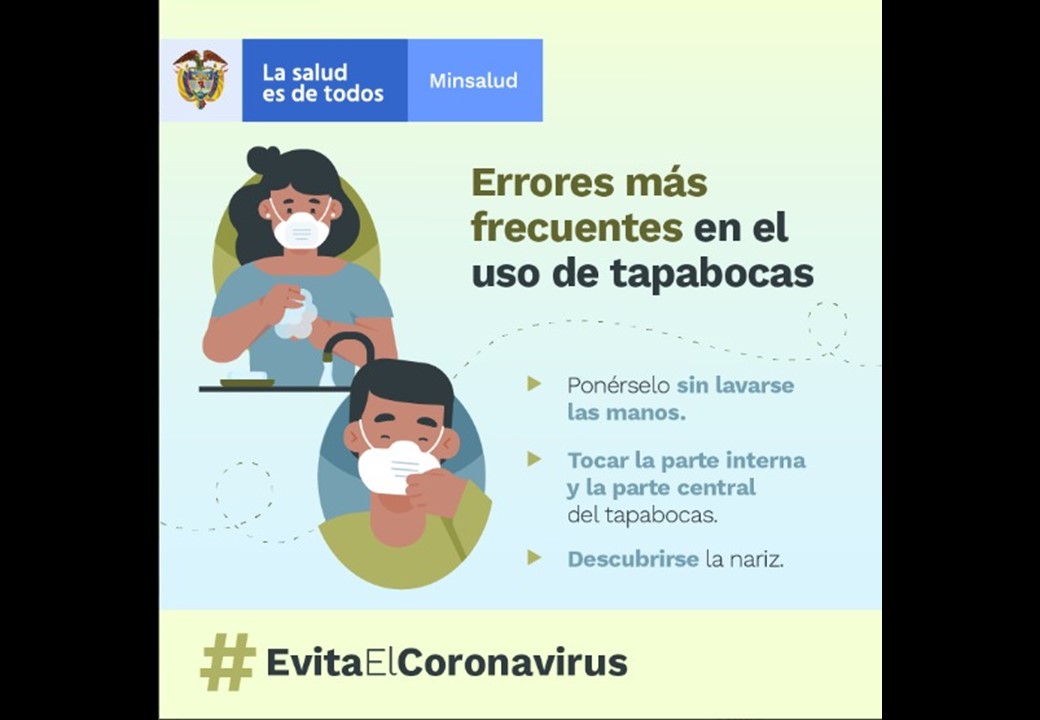 La salud
es de todos
Minsalud
Errores más
frecuentes en el
uso de tapabocas
Ponérselo sin lavarse
las manos.
Tocar la parte interna
y la parte central
del tapabocas.
Descubrirse la nariz.
#EvitaElCoronavirus